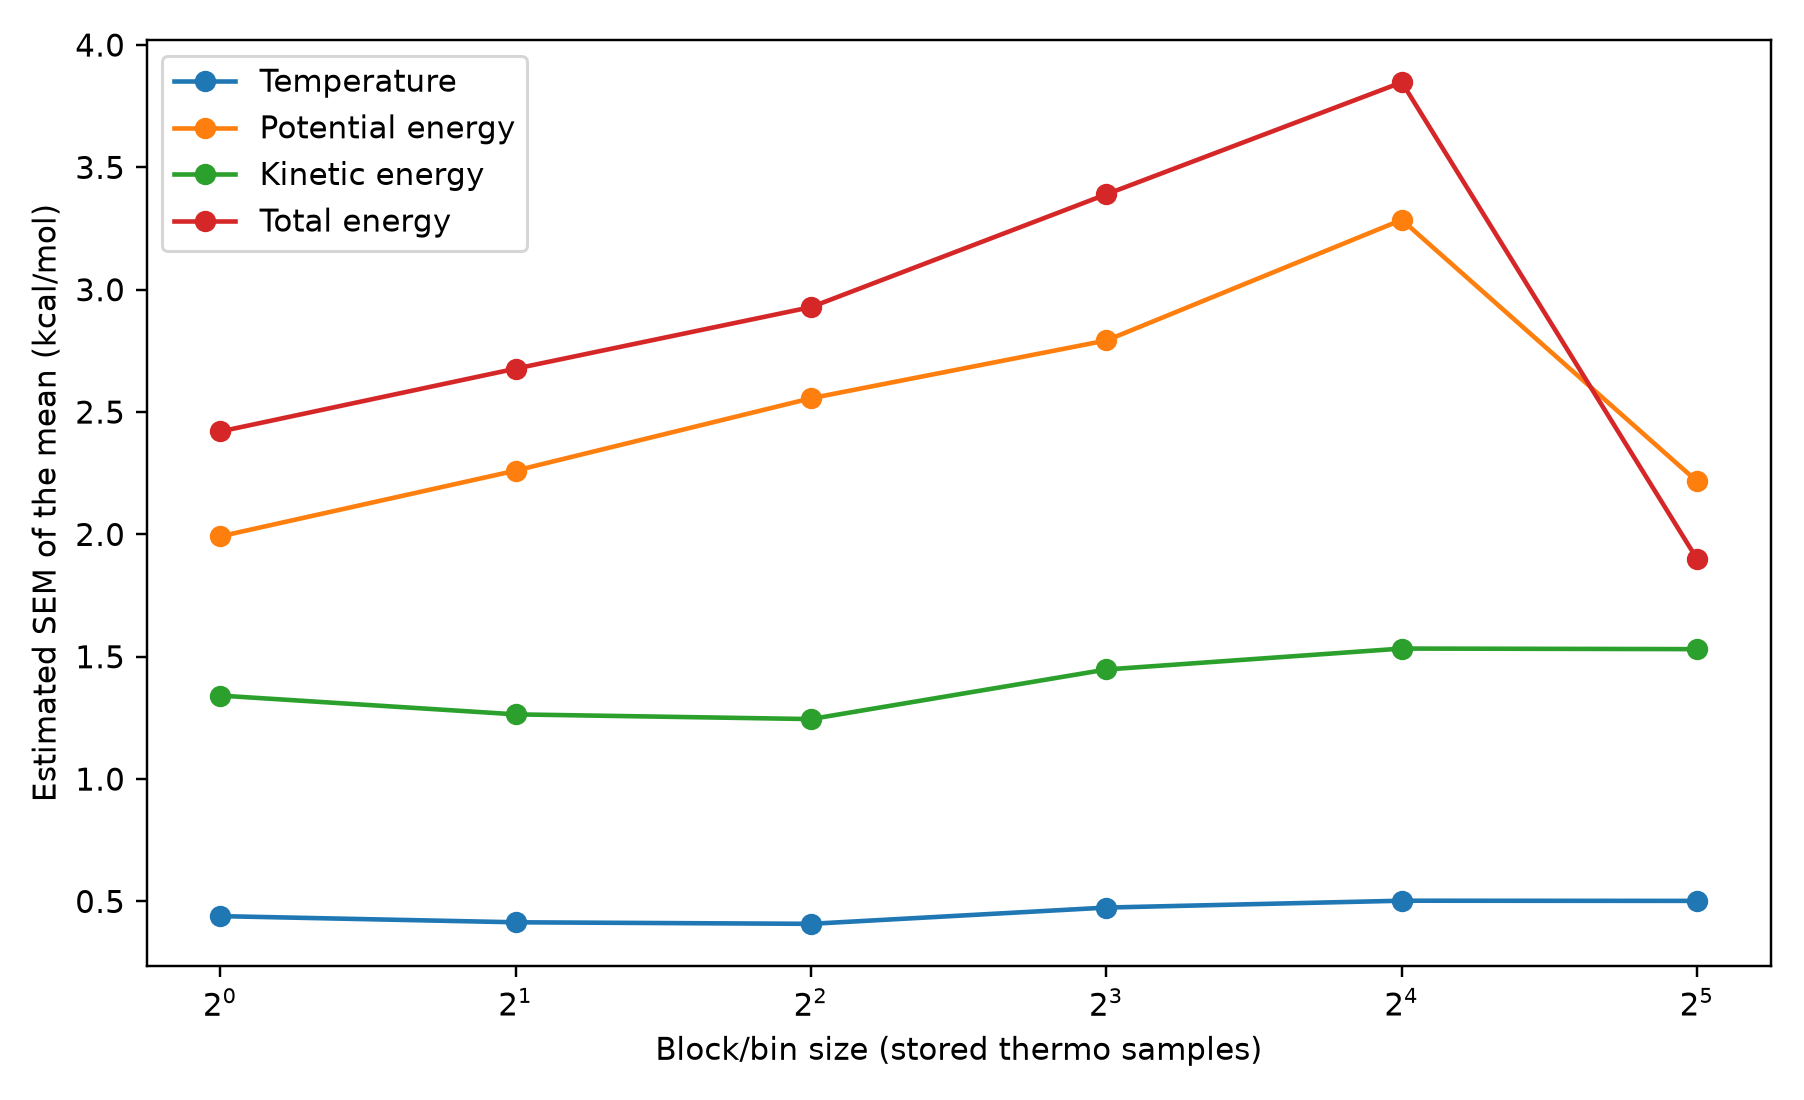 Temperature
Potential energy
Kinetic energy
Total energy
Estimated SEM of the mean (kcal/mol)
4.0
3.5
3.0
2.5
2.0
1.5
1.0
0.5
2⁰
2¹
2²
2³
2⁴
2⁵
Block/bin size (stored thermo samples)